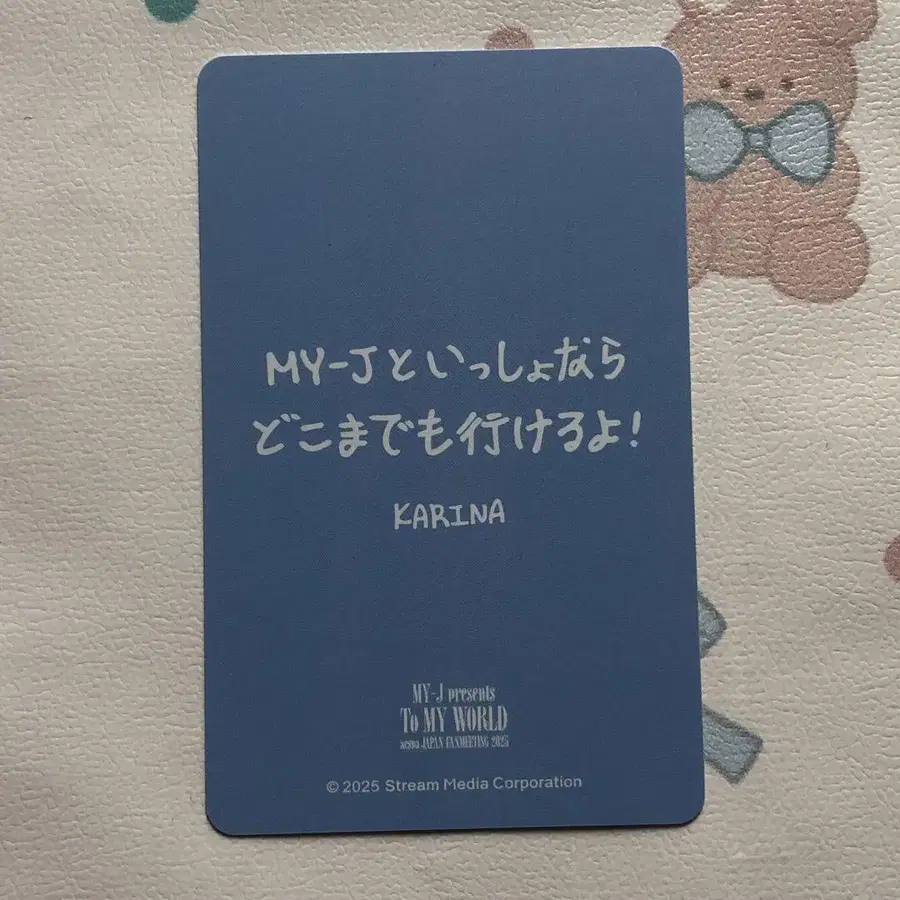 MY-Jといっしょなら
どこまでも行けるよ!
KARINA
MY-J presents
To MY WORLD
aespa JAPAN FANMEETING 2025
© 2025 Stream Media Corporation